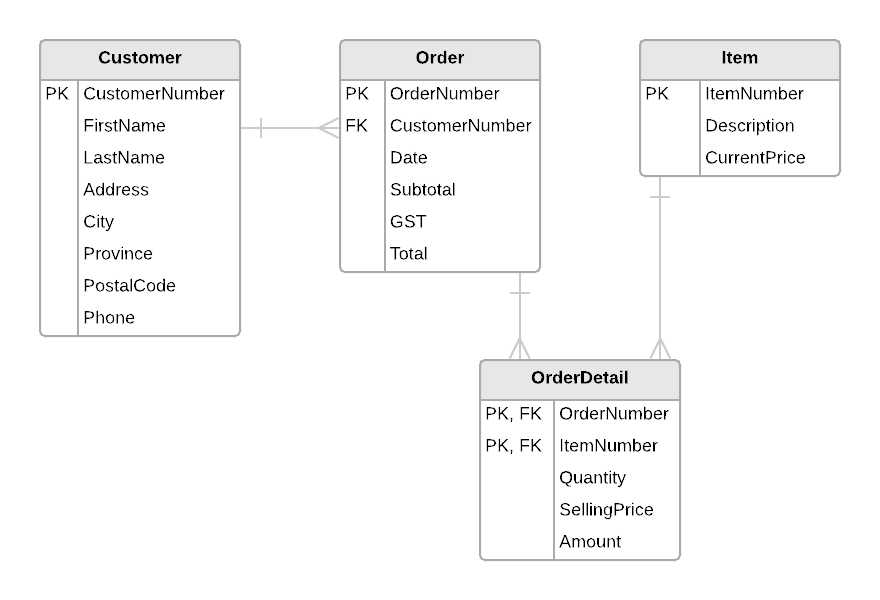 Customer
PK CustomerNumber
FirstName
LastName
Address
City
Province
PostalCode
Phone
Order
PK OrderNumber
FK CustomerNumber
Date
Subtotal
GST
Total
Item
PK ItemNumber
Description
CurrentPrice
OrderDetail
PK, FK OrderNumber
PK, FK ItemNumber
Quantity
SellingPrice
Amount